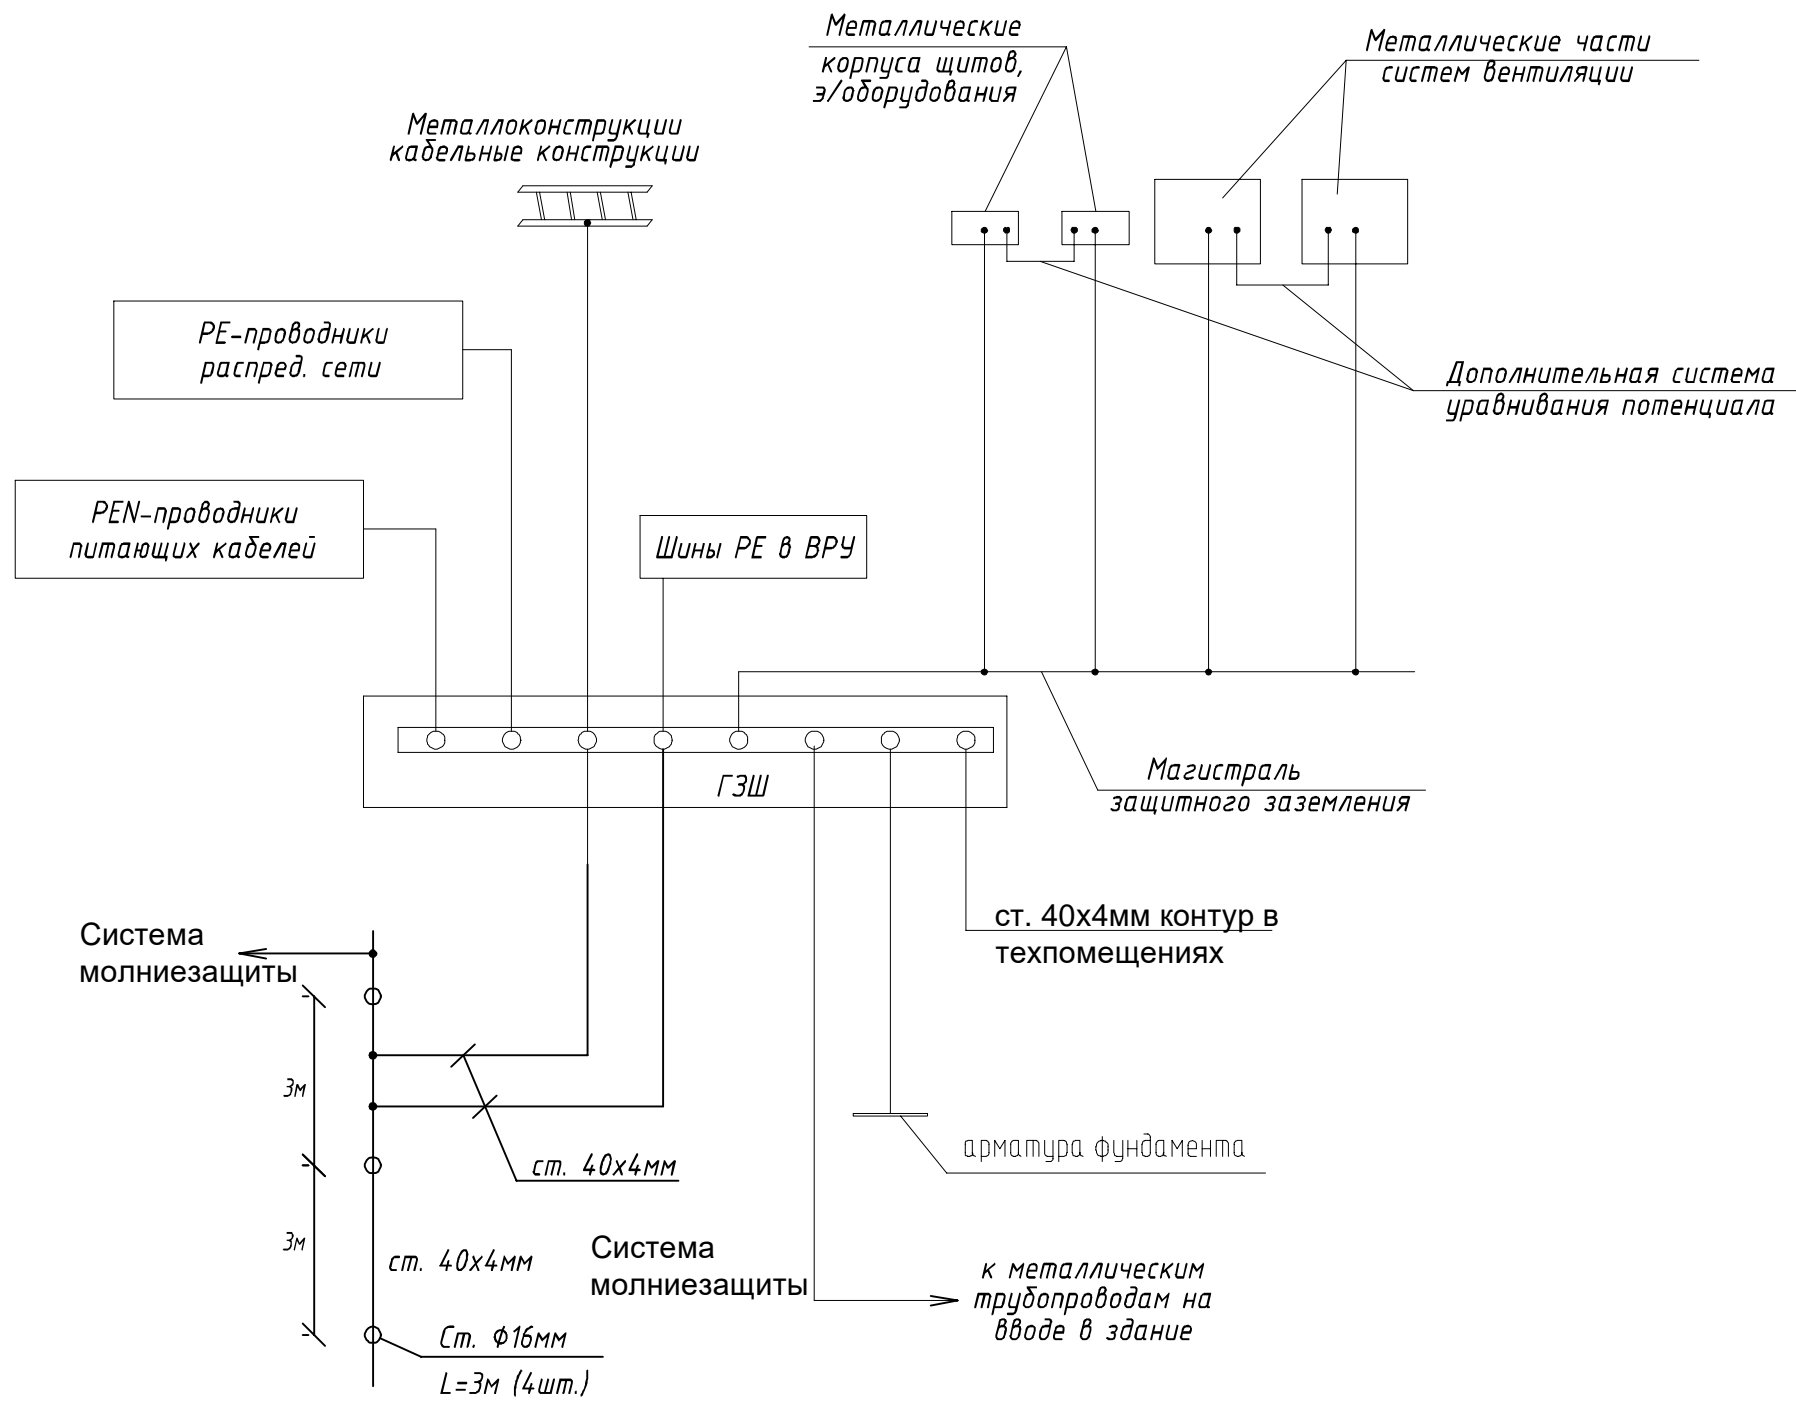 Металлические
корпуса щитов,
э/оборудования
Металлические части
систем вентиляции
Металлоконструкции
кабельные конструкции
PE-проводники
распред. сети
Дополнительная система
уравнивания потенциала
PEN-проводники
питающих кабелей
Шины PE в ВРУ
ГЗШ
Магистраль
защитного заземления
ст. 40х4мм контур в
техпомещениях
Система
молниезащиты
3м
ст. 40х4мм
арматура фундамента
3м
ст. 40х4мм
Система
молниезащиты
к металлическим
трубопроводам на
вводе в здание
Ст. Ф16мм
L=3м (4шт.)